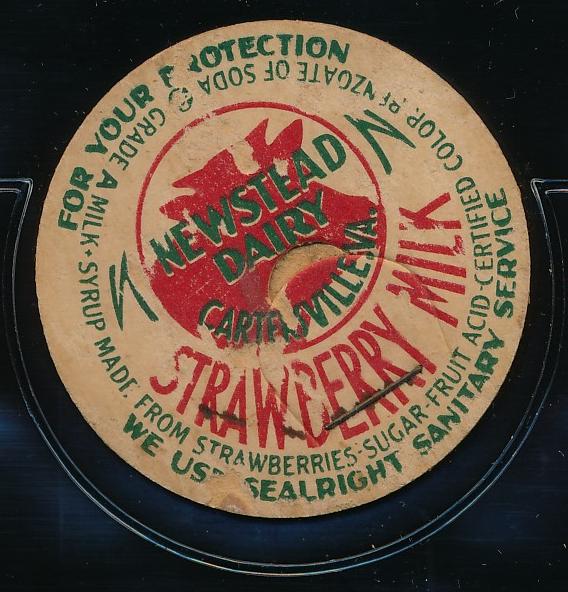 FOR YOUR PROTECTION
GRADE A MILK - SYRUP MADE FROM STRAWBERRIES - SUGAR - FRUIT ACID - CERTIFIED COLOR, BENZOATE OF SODA
NEWSTEAD
DAIRY
CARTERSVILLE, VA.
STRAWBERRY MILK
WE USE SEALRIGHT SANITARY SERVICE